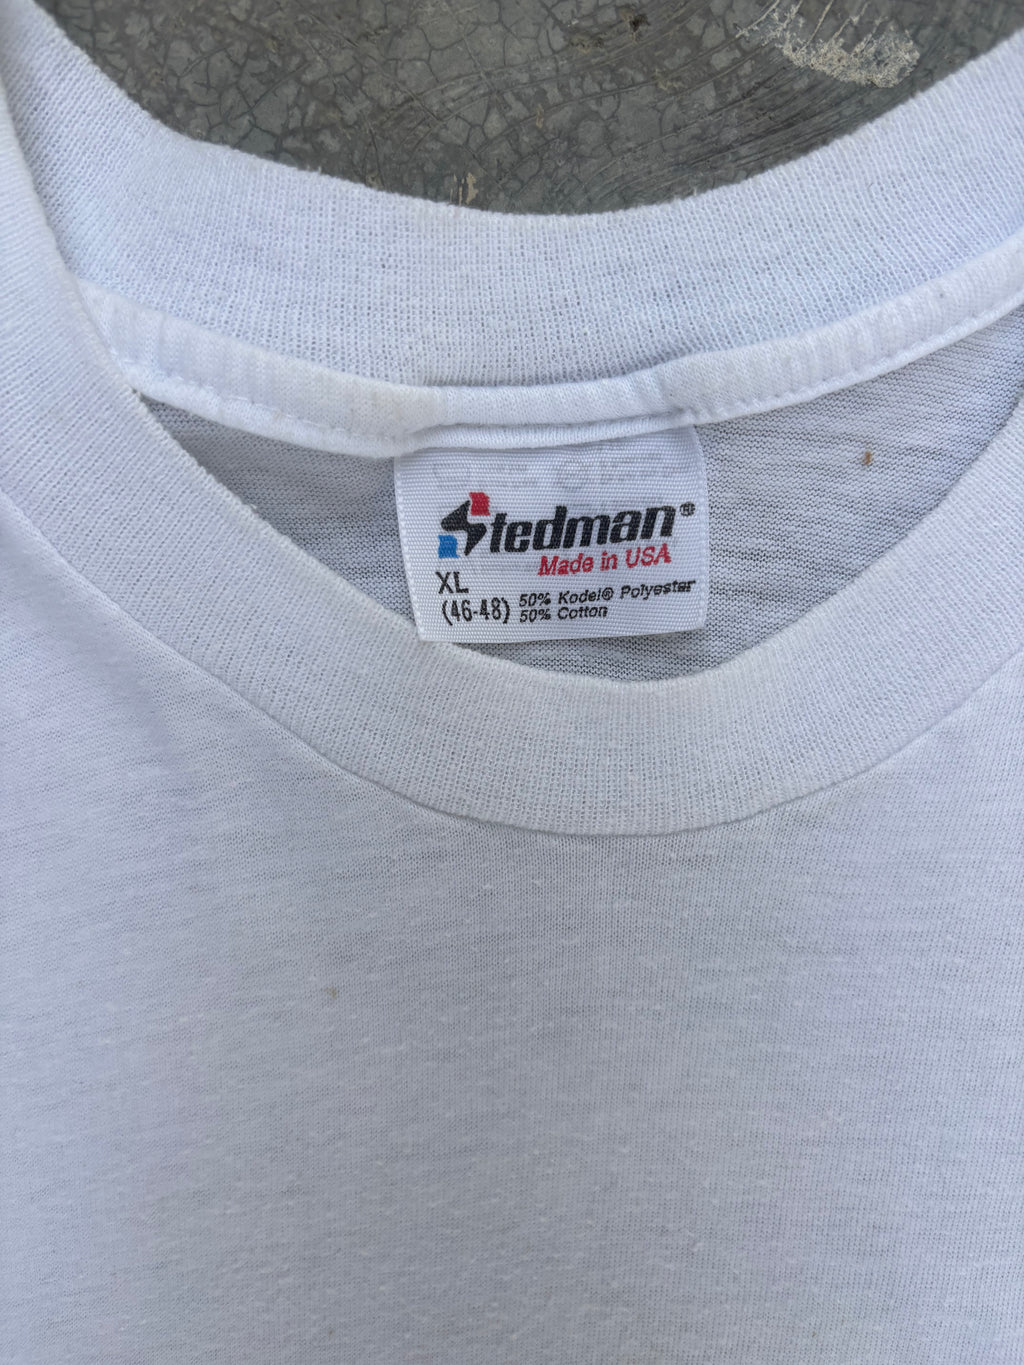 Stedman®
Made in USA
XL
(46-48)
50% Kodel® Polyester
50% Cotton